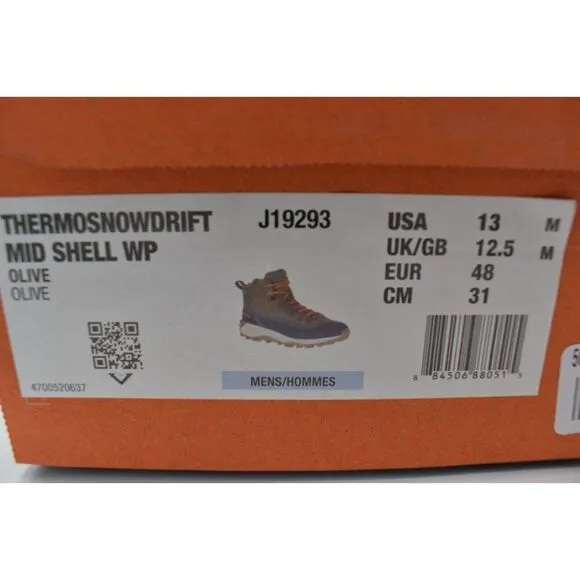 THERMOSNOWDRIFT J19293
MID SHELL WP
OLIVE
OLIVE
USA 13 M
UK/GB 12.5 M
EUR 48
CM 31
4700520637
MENS/HOMMES
8 84506 88051 5